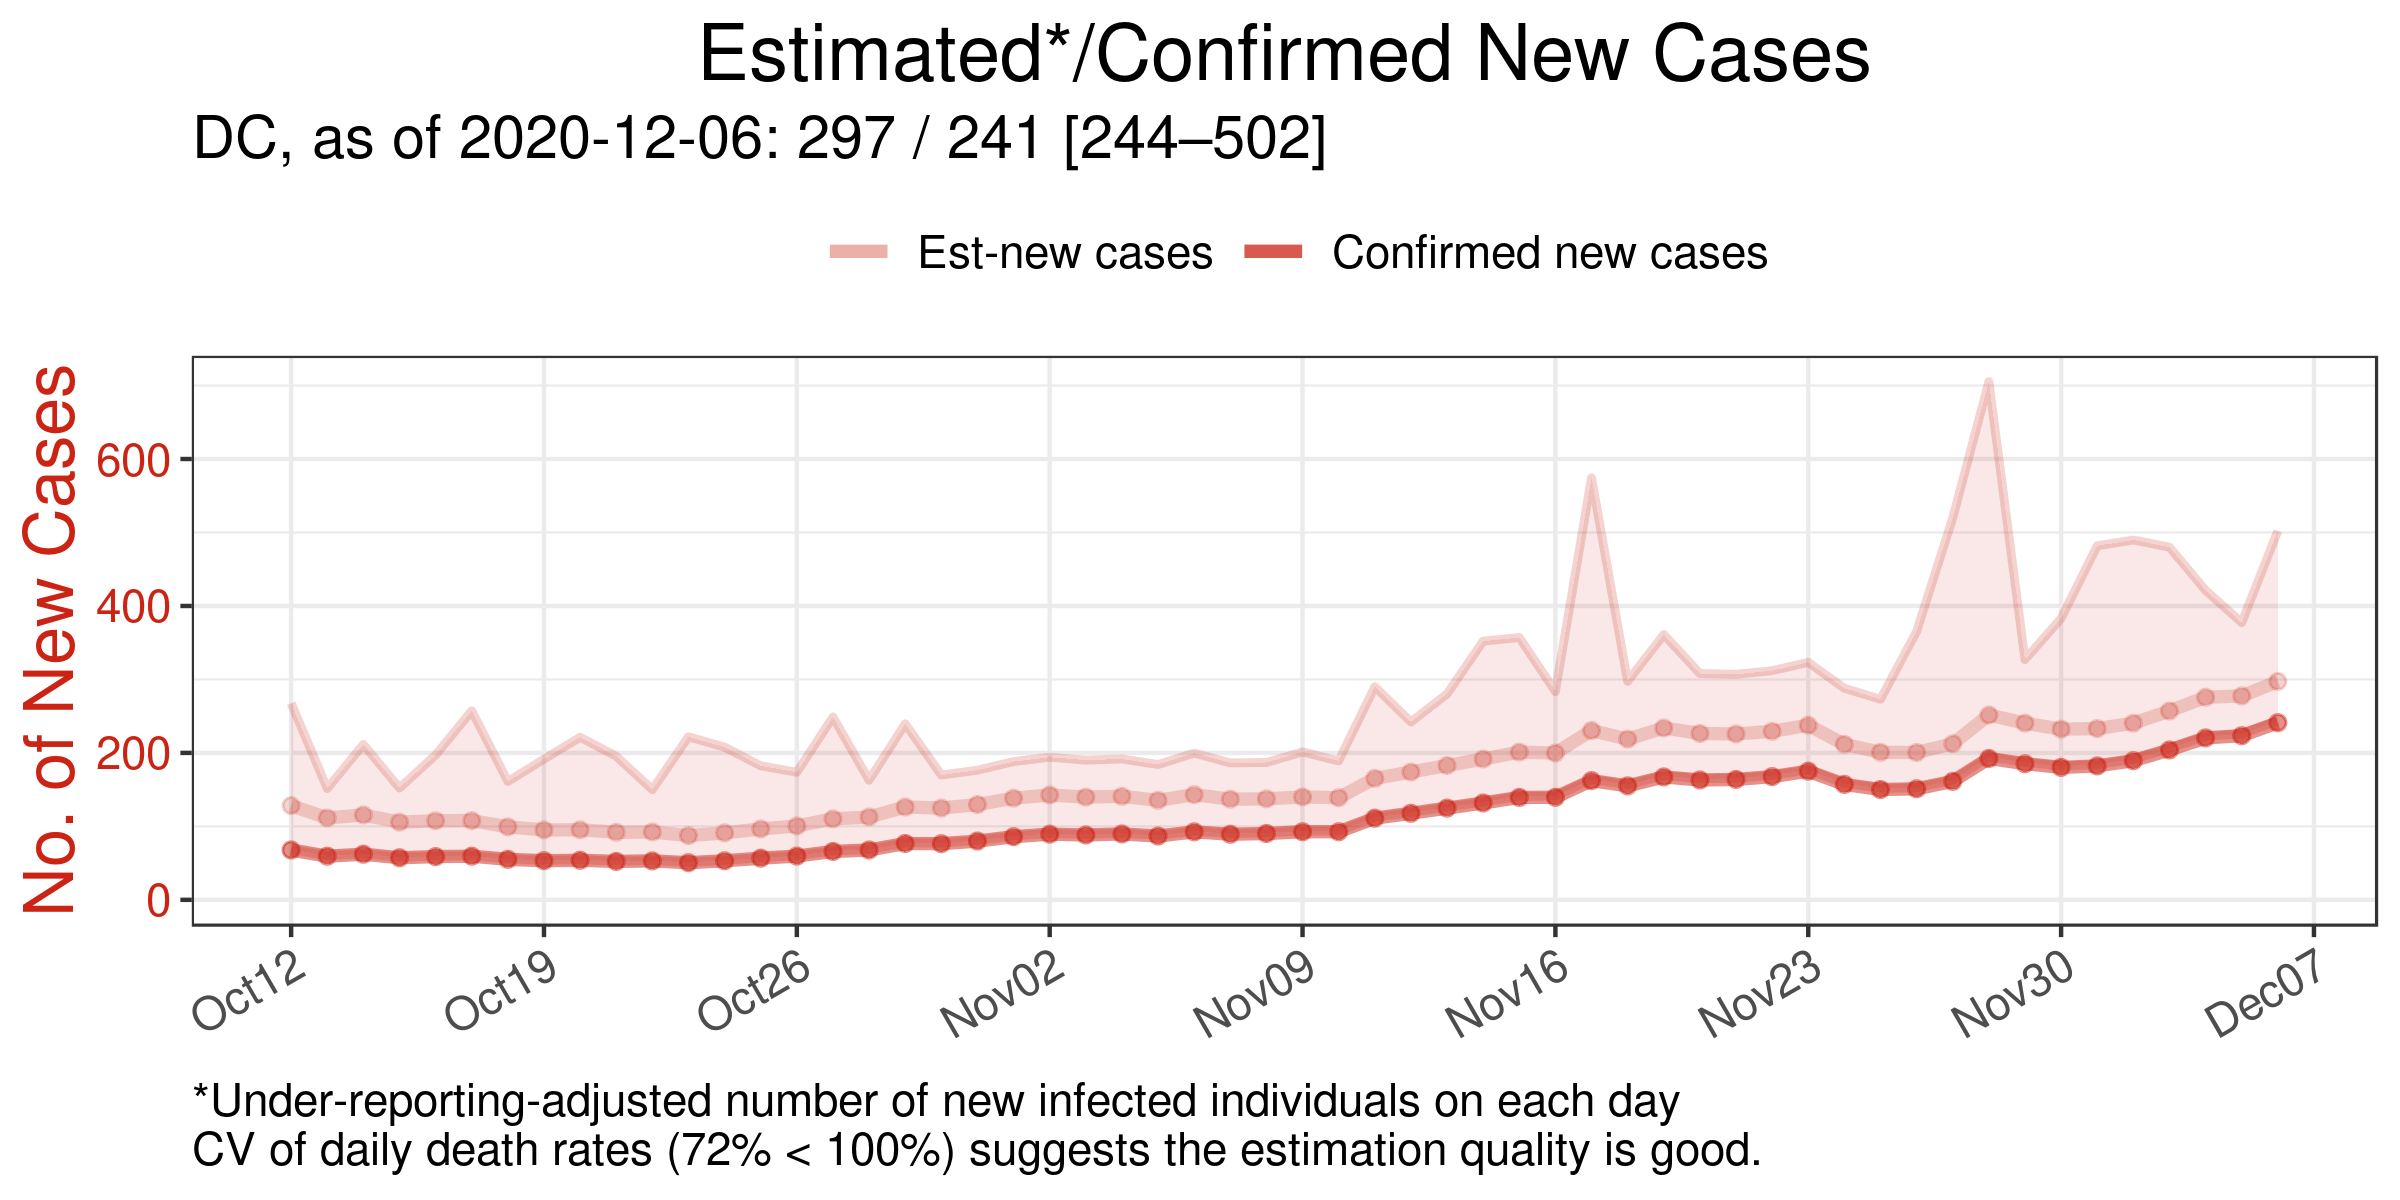 Estimated*/Confirmed New Cases
DC, as of 2020-12-06: 297 / 241 [244–502]
Est-new cases
Confirmed new cases
No. of New Cases
600
400
200
0
Oct12
Oct19
Oct26
Nov02
Nov09
Nov16
Nov23
Nov30
Dec07
*Under-reporting-adjusted number of new infected individuals on each day
CV of daily death rates (72% < 100%) suggests the estimation quality is good.